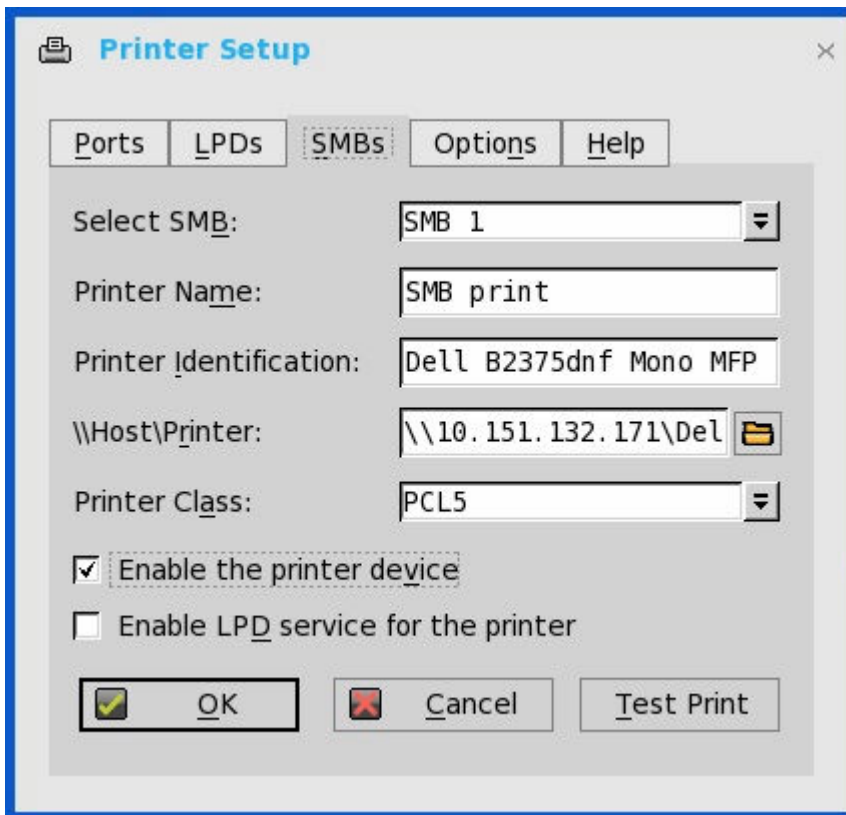 Printer Setup
Ports LPDs SMBs Options Help
Select SMB: SMB 1
Printer Name: SMB print
Printer Identification: Dell B2375dnf Mono MFP
\\Host\Printer: \\10.151.132.171\Del
Printer Class: PCL5
Enable the printer device
Enable LPD service for the printer
OK Cancel Test Print